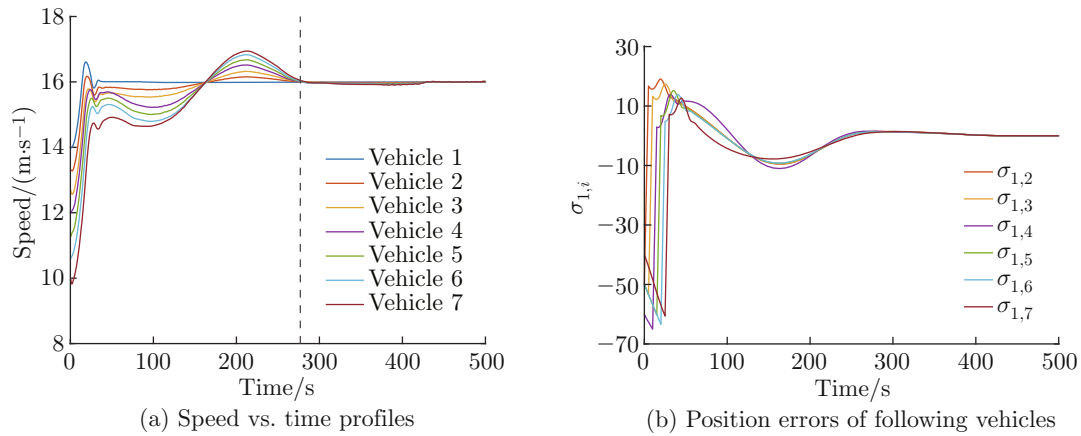 18
16
14
12
10
8
Speed/(m·s⁻¹)
Vehicle 1
Vehicle 2
Vehicle 3
Vehicle 4
Vehicle 5
Vehicle 6
Vehicle 7
0 100 200 300 400 500
Time/s
(a) Speed vs. time profiles
30
10
−10
−30
−50
−70
σ₁,ᵢ
σ₁,₂
σ₁,₃
σ₁,₄
σ₁,₅
σ₁,₆
σ₁,₇
0 100 200 300 400 500
Time/s
(b) Position errors of following vehicles